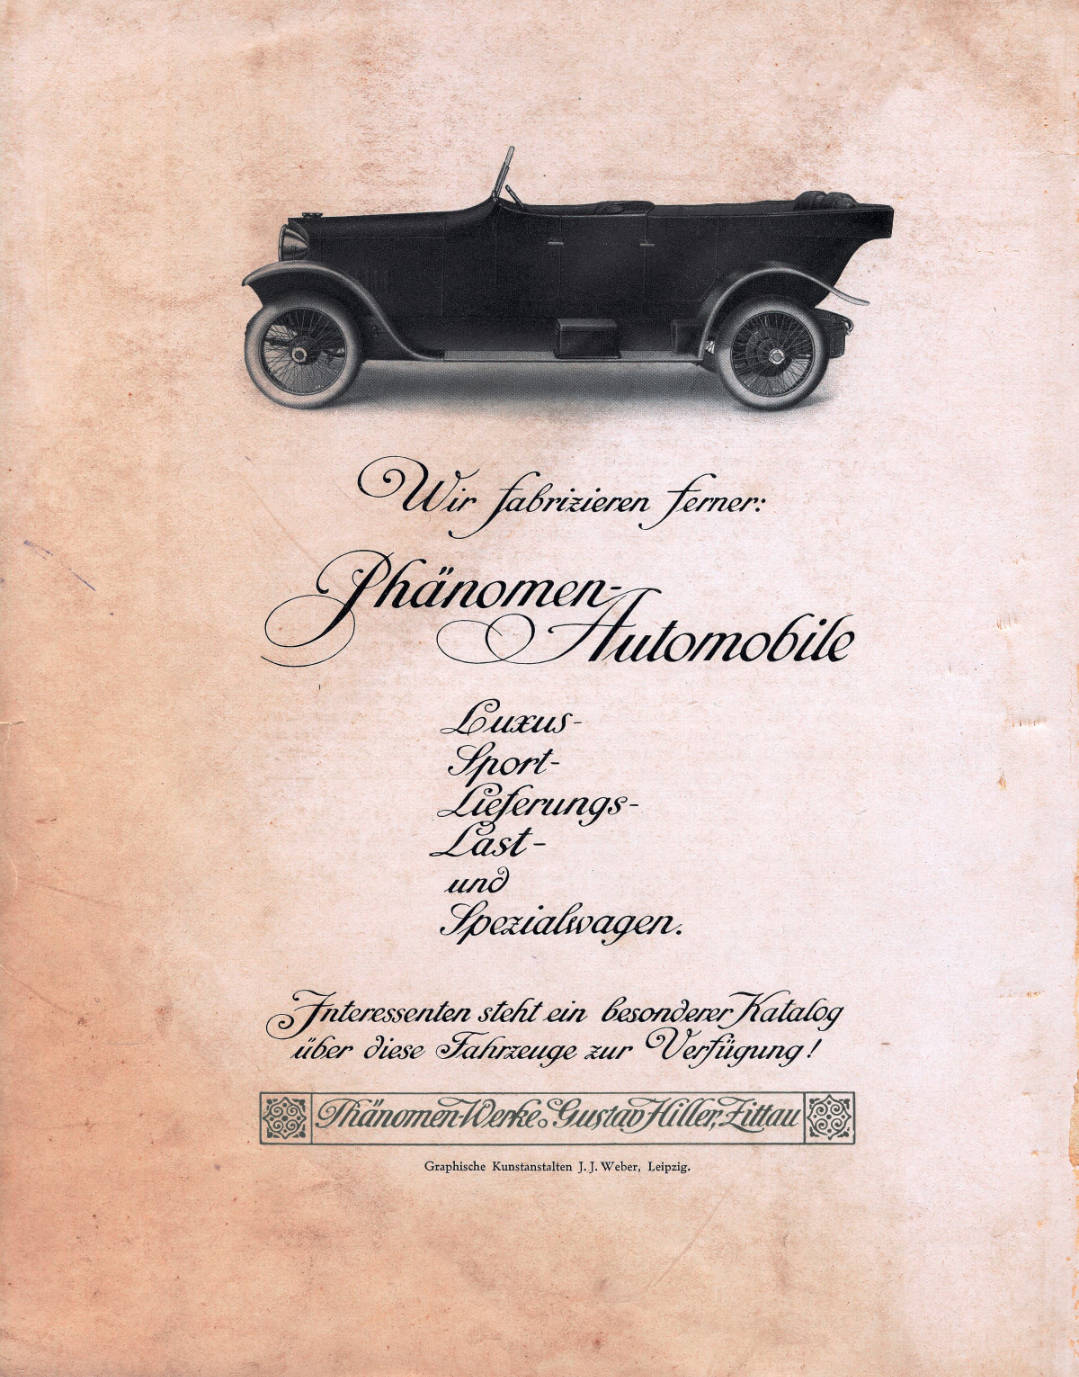 Wir fabrizieren ferner:
Phänomen-
Automobile
Luxus-
Sport-
Lieferungs-
Last-
und
Spezialwagen.
Interessenten steht ein besonderer Katalog
über diese Fahrzeuge zur Verfügung!
Phänomen-Werke Gustav Hiller, Zittau
Graphische Kunstanstalten J. J. Weber, Leipzig.